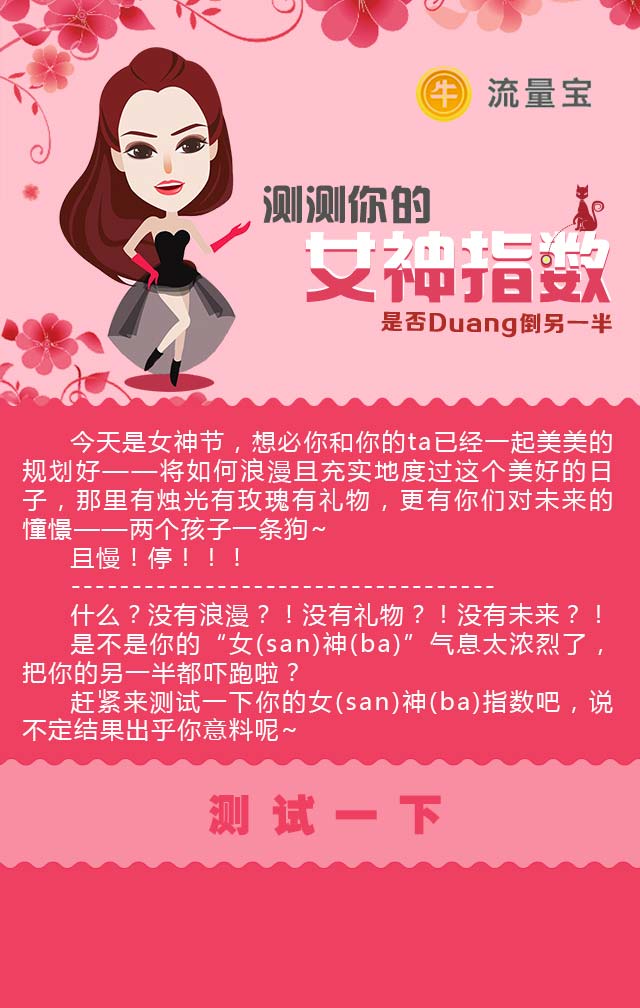 牛 流量宝
测测你的
女神指数
是否Duang倒另一半
今天是女神节，想必你和你的ta已经一起美美的
规划好——将如何浪漫且充实地度过这个美好的日
子，那里有烛光有玫瑰有礼物，更有你们对未来的
憧憬——两个孩子一条狗~
且慢！停！！！
-----------------------------------
什么？没有浪漫？！没有礼物？！没有未来？！
是不是你的“女(san)神(ba)”气息太浓烈了，
把你的另一半都吓跑啦？
赶紧来测试一下你的女(san)神(ba)指数吧，说
不定结果出乎你意料呢~
测试一下